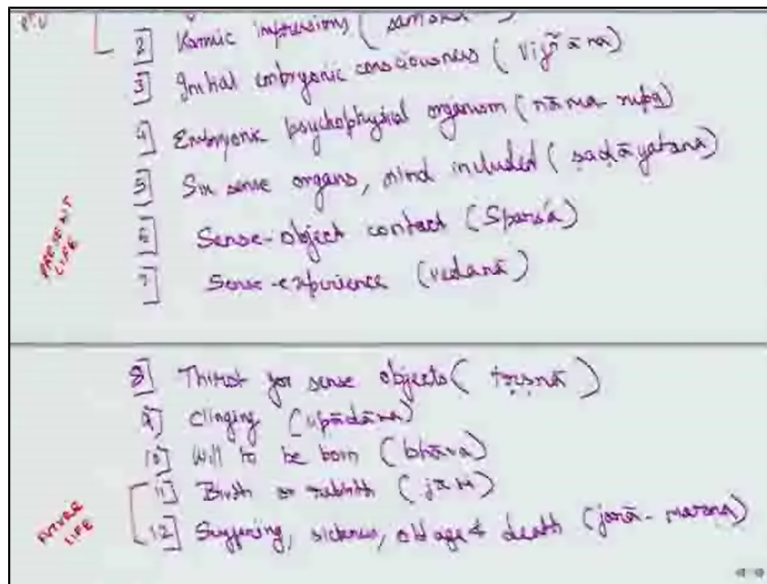 2] Karmic impressions (
3] Initial embryonic consciousness (Vijñāna)
4] Embryonic psychophysical organism (nāma-rupa)
5] Six sense organs, mind included (ṣaḍāyatana)
6] Sense-object contact (Sparśa)
PRESENT LIFE
7] Sense-experience (vedanā)
8] Thirst for sense objects (tṛṣṇā)
9] Clinging (upādāna)
10] Will to be born (bhāva)
11] Birth or rebirth (jāti)
FUTURE LIFE
12] Suffering, sickness, old age & death (jarā-maraṇa)